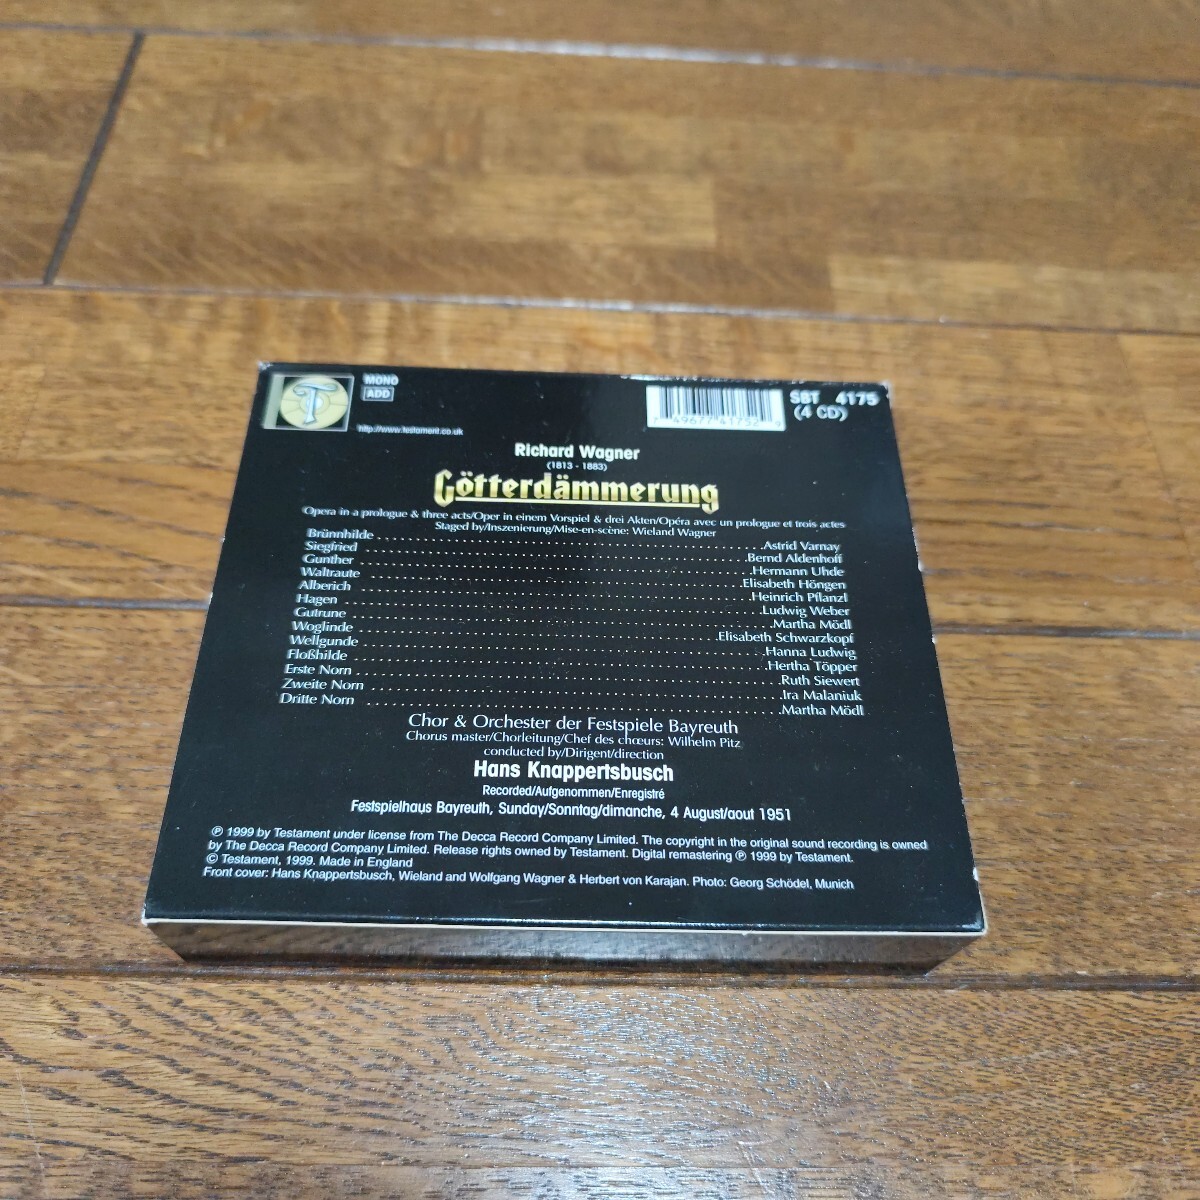 T
MONO
ADD
http://www.testament.co.uk
7 49677 41752 9
SBT 4175
(4 CD)
Richard Wagner
(1813 - 1883)
Götterdämmerung
Opera in a prologue & three acts/Oper in einem Vorspiel & drei Akten/Opéra avec un prologue et trois actes
Staged by/Inszenierung/Mise-en-scène: Wieland Wagner
Brünnhilde Astrid Varnay
Siegfried Bernd Aldenhoff
Gunther Hermann Uhde
Waltraute Elisabeth Höngen
Alberich Heinrich Pflanzl
Hagen Ludwig Weber
Gutrune Martha Mödl
Woglinde Elisabeth Schwarzkopf
Wellgunde Hanna Ludwig
Floßhilde Hertha Töpper
Erste Norn Ruth Siewert
Zweite Norn Ira Malaniuk
Dritte Norn Martha Mödl
Chor & Orchester der Festspiele Bayreuth
Chorus master/Chorleitung/Chef des chœurs: Wilhelm Pitz
conducted by/Dirigent/direction
Hans Knappertsbusch
Recorded/Aufgenommen/Enregistré
Festspielhaus Bayreuth, Sunday/Sonntag/dimanche, 4 August/aout 1951
℗ 1999 by Testament under license from The Decca Record Company Limited. The copyright in the original sound recording is owned
by The Decca Record Company Limited. Release rights owned by Testament. Digital remastering ℗ 1999 by Testament.
© Testament, 1999. Made in England
Front cover: Hans Knappertsbusch, Wieland and Wolfgang Wagner & Herbert von Karajan. Photo: Georg Schödel, Munich